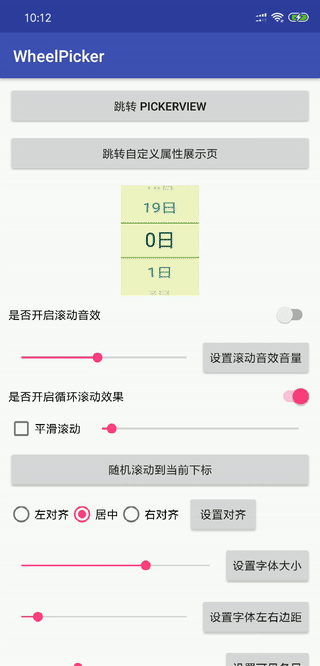 10:12
WheelPicker
跳转 PICKERVIEW
跳转自定义属性展示页
19日
0日
1日
是否开启滚动音效
设置滚动音效音量
是否开启循环滚动效果
平滑滚动
随机滚动到当前下标
左对齐 居中 右对齐 设置对齐
设置字体大小
设置字体左右边距